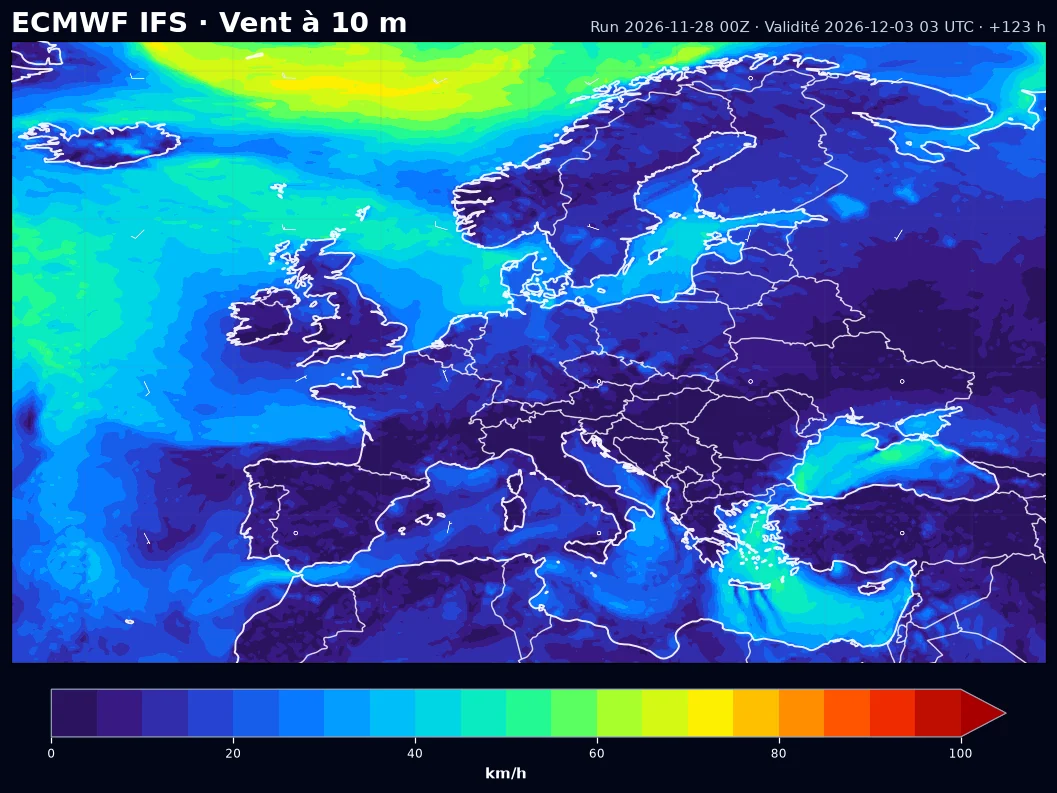 ECMWF IFS · Vent à 10 m
Run 2026-11-28 00Z · Validité 2026-12-03 03 UTC · +123 h
0 20 40 60 80 100
km/h